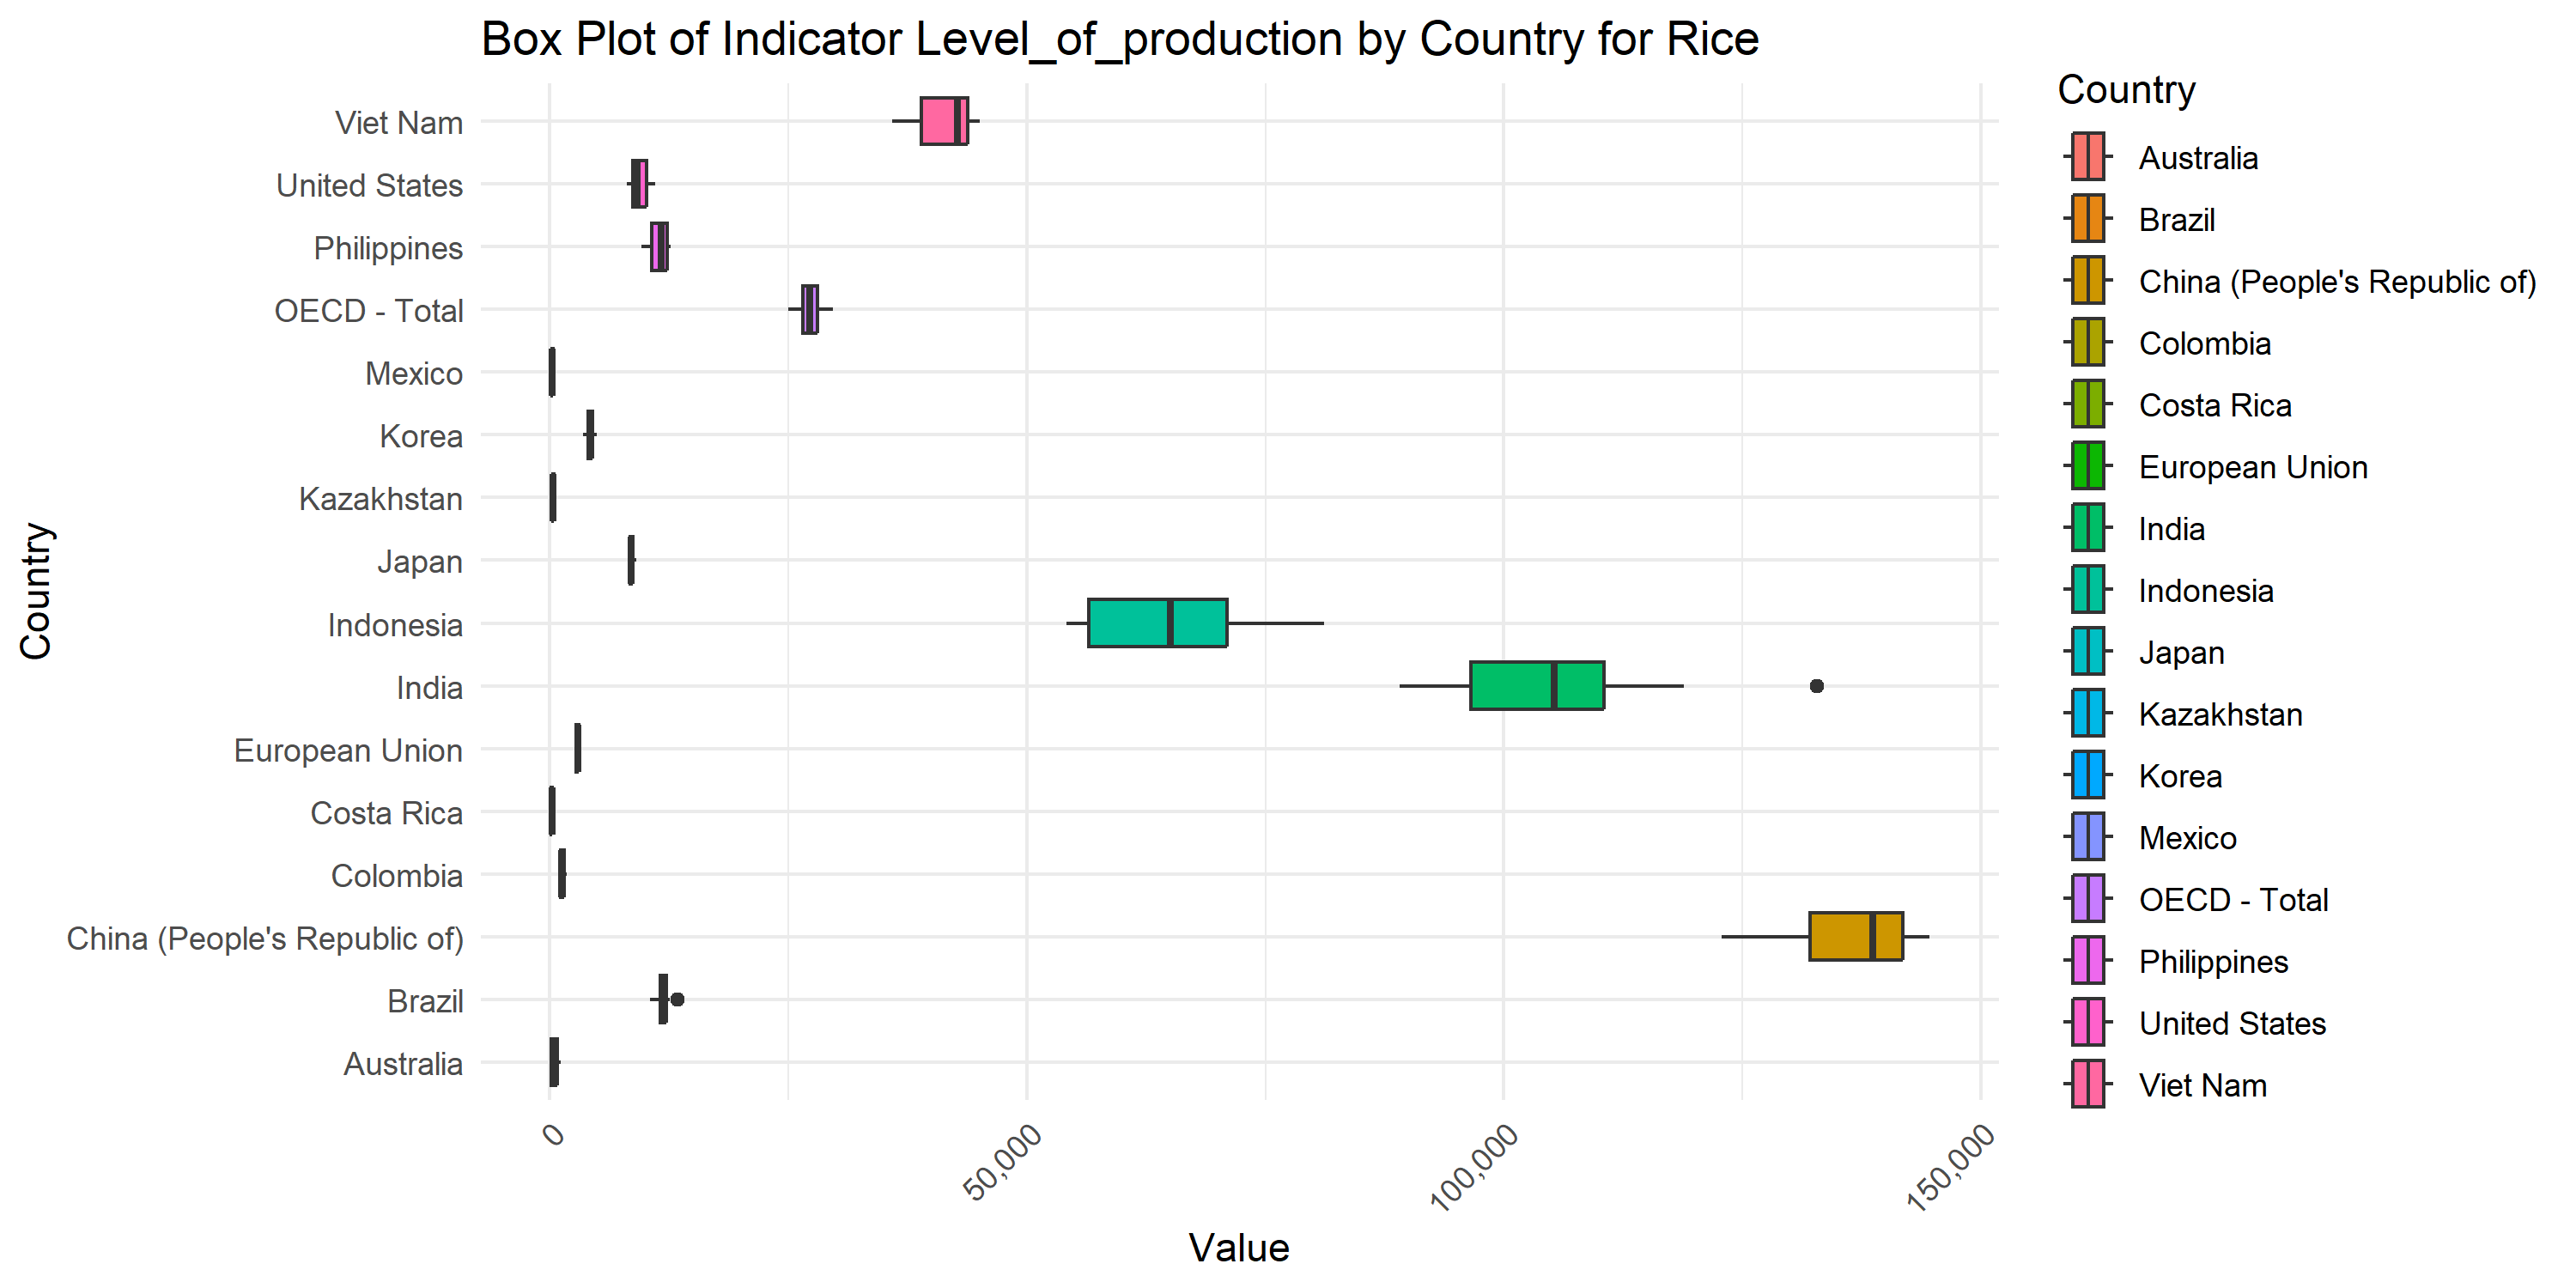 Box Plot of Indicator Level_of_production by Country for Rice
Country
Viet Nam
United States
Philippines
OECD - Total
Mexico
Korea
Kazakhstan
Japan
Indonesia
India
European Union
Costa Rica
Colombia
China (People's Republic of)
Brazil
Australia
0
50,000
100,000
150,000
Value
Country
Australia
Brazil
China (People's Republic of)
Colombia
Costa Rica
European Union
India
Indonesia
Japan
Kazakhstan
Korea
Mexico
OECD - Total
Philippines
United States
Viet Nam